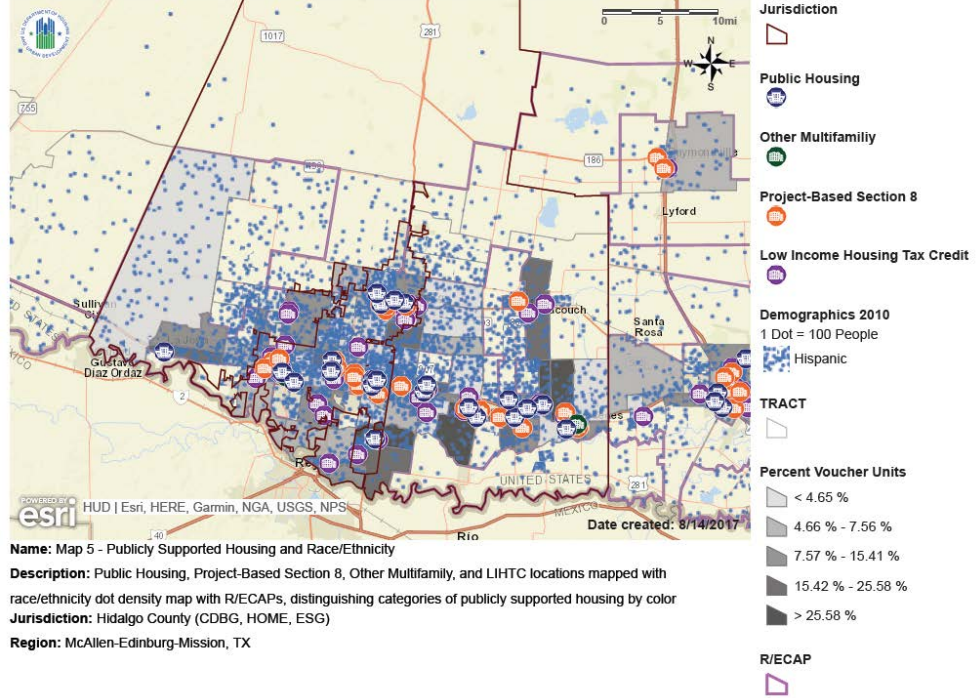 0 5 10mi
N
W E
S
1017
281
755
186
Lyford
Santa
Rosa
Gustavo
Diaz Ordaz
2
281
UNITED STATES
MEXICO
40
Río
POWERED BY
esri
HUD | Esri, HERE, Garmin, NGA, USGS, NPS
Date created: 8/14/2017
Name: Map 5 - Publicly Supported Housing and Race/Ethnicity
Description: Public Housing, Project-Based Section 8, Other Multifamily, and LIHTC locations mapped with
race/ethnicity dot density map with R/ECAPs, distinguishing categories of publicly supported housing by color
Jurisdiction: Hidalgo County (CDBG, HOME, ESG)
Region: McAllen-Edinburg-Mission, TX
Jurisdiction
Public Housing
Other Multifamiliy
Project-Based Section 8
Low Income Housing Tax Credit
Demographics 2010
1 Dot = 100 People
Hispanic
TRACT
Percent Voucher Units
< 4.65 %
4.66 % - 7.56 %
7.57 % - 15.41 %
15.42 % - 25.58 %
> 25.58 %
R/ECAP